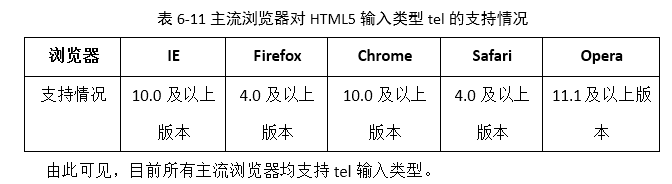 表 6-11 主流浏览器对 HTML5 输入类型 tel 的支持情况
浏览器 IE Firefox Chrome Safari Opera
支持情况 10.0 及以上 4.0 及以上 10.0 及以上 4.0 及以上 11.1 及以上版
版本 版本 版本 版本 本
由此可见，目前所有主流浏览器均支持 tel 输入类型。